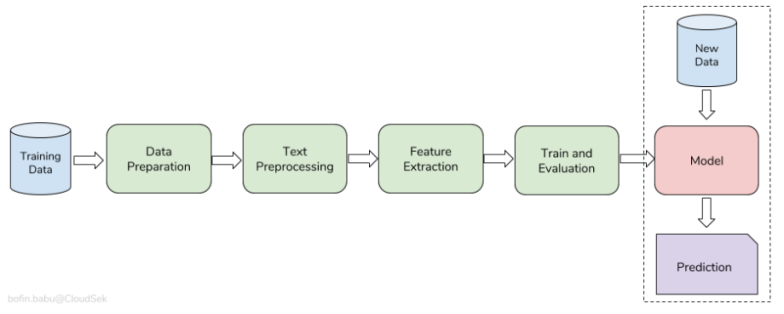 New
Data
Training
Data
Data
Preparation
Text
Preprocessing
Feature
Extraction
Train and
Evaluation
Model
Prediction
bofin.babu@CloudSek